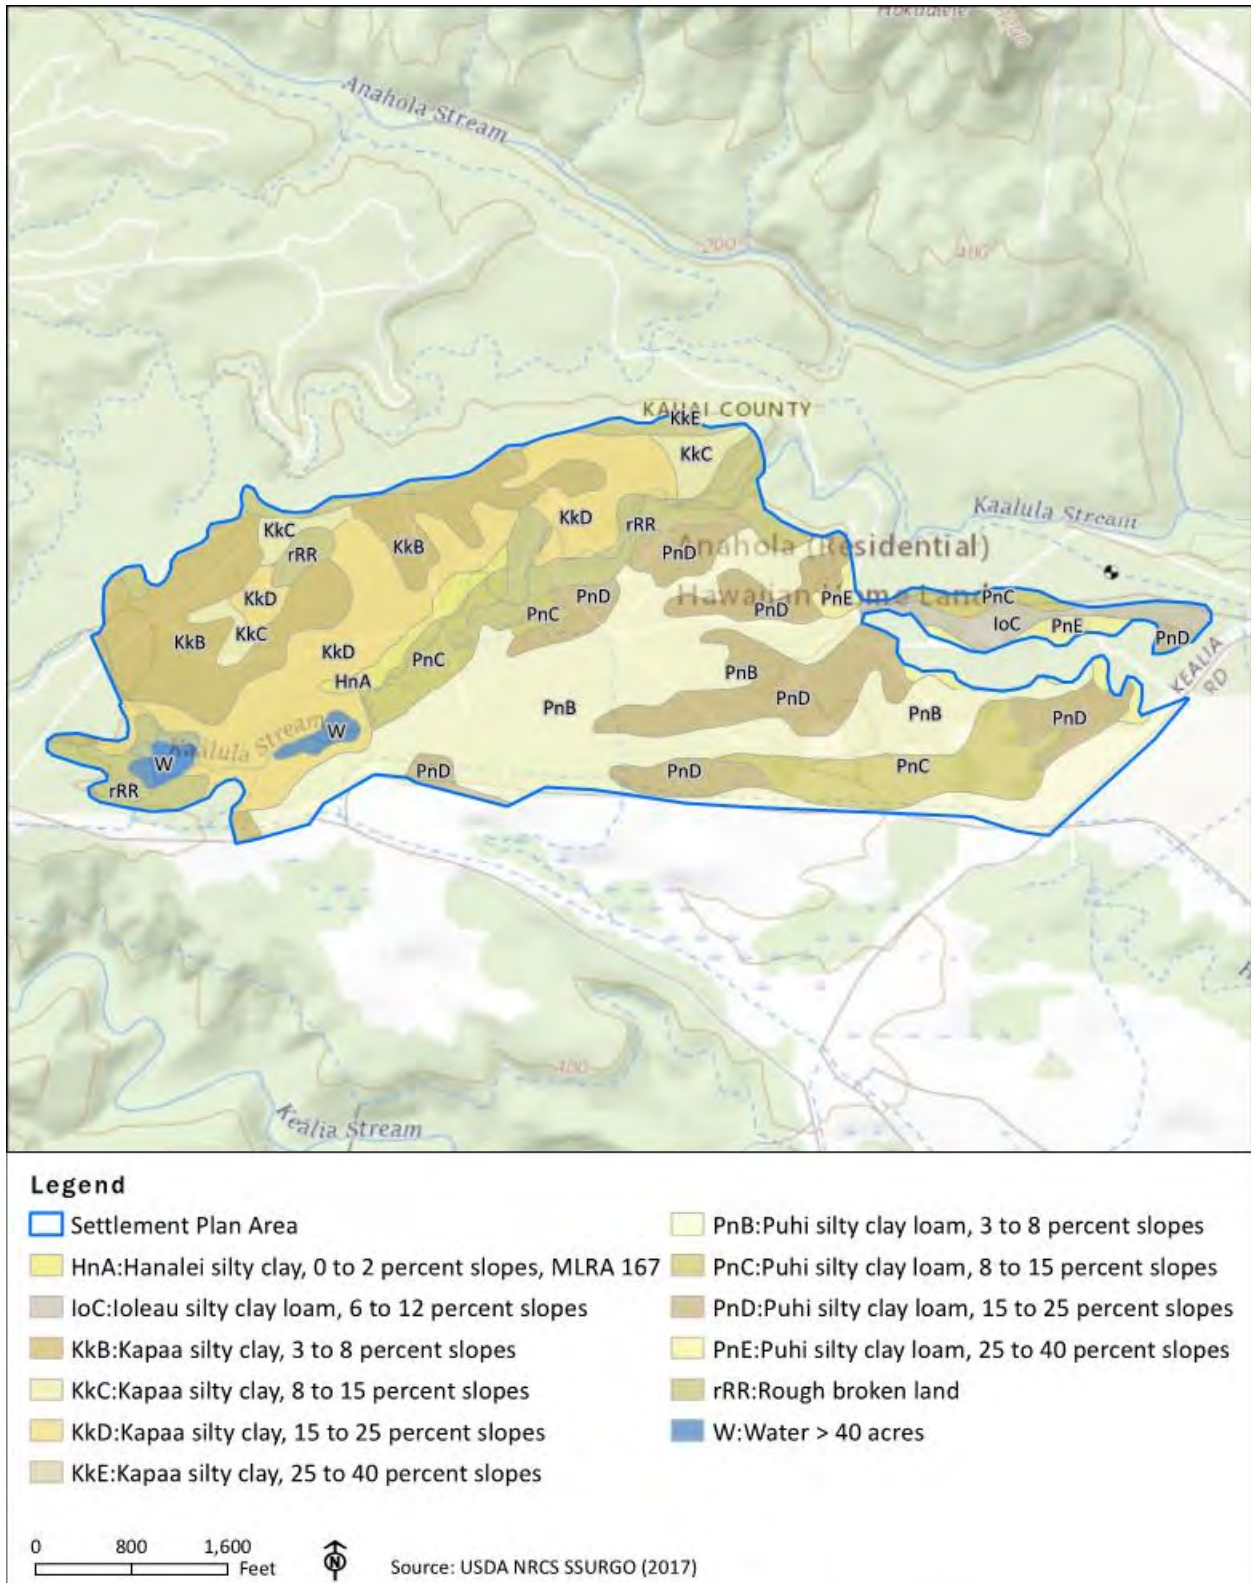 Anahola Stream
200
400
KAUAI COUNTY
KkE
KkC
Kaalula Stream
KkC
KkD
rRR
rRR
KkB
Anahola (Residential)
PnD
Hawaiian Home Land
KkD
PnD
PnE
PnC
PnC
PnD
IoC
PnE
KkB
KkC
PnD
KkD
PnC
PnB
KEALIA RD
HnA
PnD
PnB
PnB
PnD
Kaalula Stream
W
W
PnD
PnD
PnC
rRR
400
Kealia Stream
Legend
Settlement Plan Area
HnA:Hanalei silty clay, 0 to 2 percent slopes, MLRA 167
IoC:Ioleau silty clay loam, 6 to 12 percent slopes
KkB:Kapaa silty clay, 3 to 8 percent slopes
KkC:Kapaa silty clay, 8 to 15 percent slopes
KkD:Kapaa silty clay, 15 to 25 percent slopes
KkE:Kapaa silty clay, 25 to 40 percent slopes
PnB:Puhi silty clay loam, 3 to 8 percent slopes
PnC:Puhi silty clay loam, 8 to 15 percent slopes
PnD:Puhi silty clay loam, 15 to 25 percent slopes
PnE:Puhi silty clay loam, 25 to 40 percent slopes
rRR:Rough broken land
W:Water > 40 acres
0 800 1,600
Feet
N
Source: USDA NRCS SSURGO (2017)